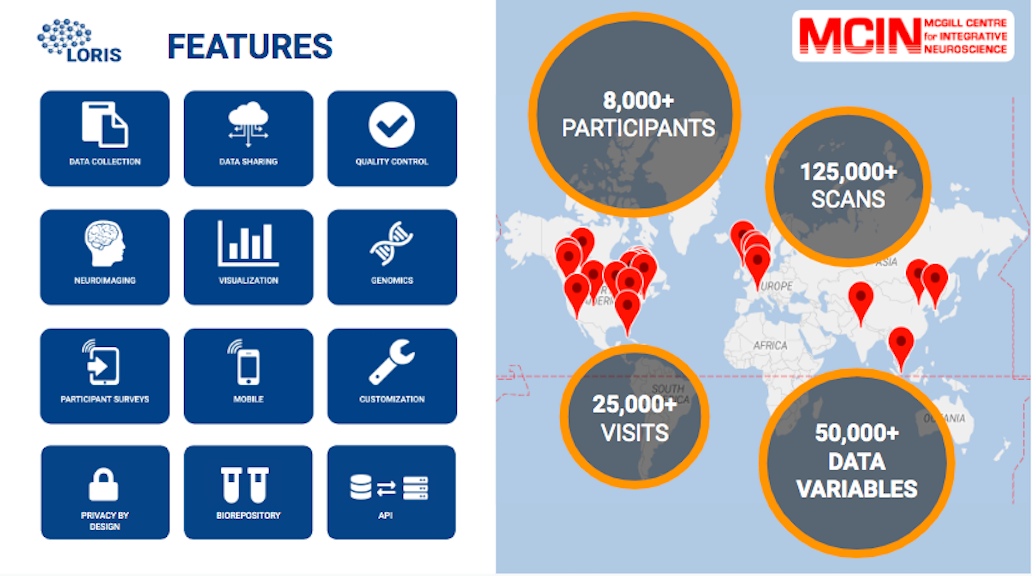 LORIS
FEATURES
DATA COLLECTION
DATA SHARING
QUALITY CONTROL
NEUROIMAGING
VISUALIZATION
GENOMICS
PARTICIPANT SURVEYS
MOBILE
CUSTOMIZATION
PRIVACY BY
DESIGN
BIOREPOSITORY
API
MCIN
MCGILL CENTRE
for INTEGRATIVE
NEUROSCIENCE
8,000+
PARTICIPANTS
125,000+
SCANS
ASIA
EUROPE
AFRICA
SOUTH
25,000+
VISITS
OCEANIA
50,000+
DATA
VARIABLES